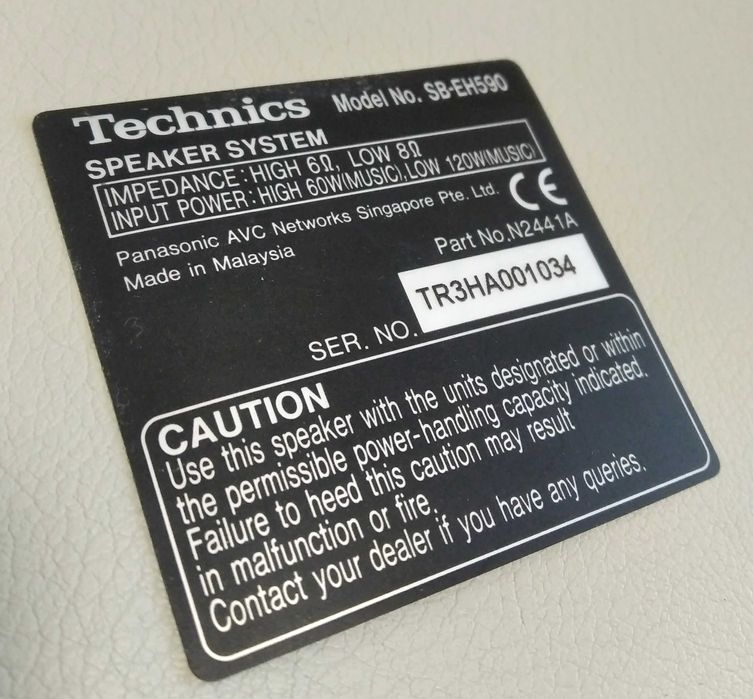 Technics Model No. SB-EH590
SPEAKER SYSTEM
IMPEDANCE: HIGH 6Ω, LOW 8Ω
INPUT POWER: HIGH 60W(MUSIC), LOW 120W(MUSIC)
Panasonic AVC Networks Singapore Pte. Ltd. CE
Made in Malaysia Part No.N2441A
SER. NO. TR3HA001034
CAUTION
Use this speaker with the units designated or within
the permissible power-handling capacity indicated.
Failure to heed this caution may result
in malfunction or fire.
Contact your dealer if you have any queries.